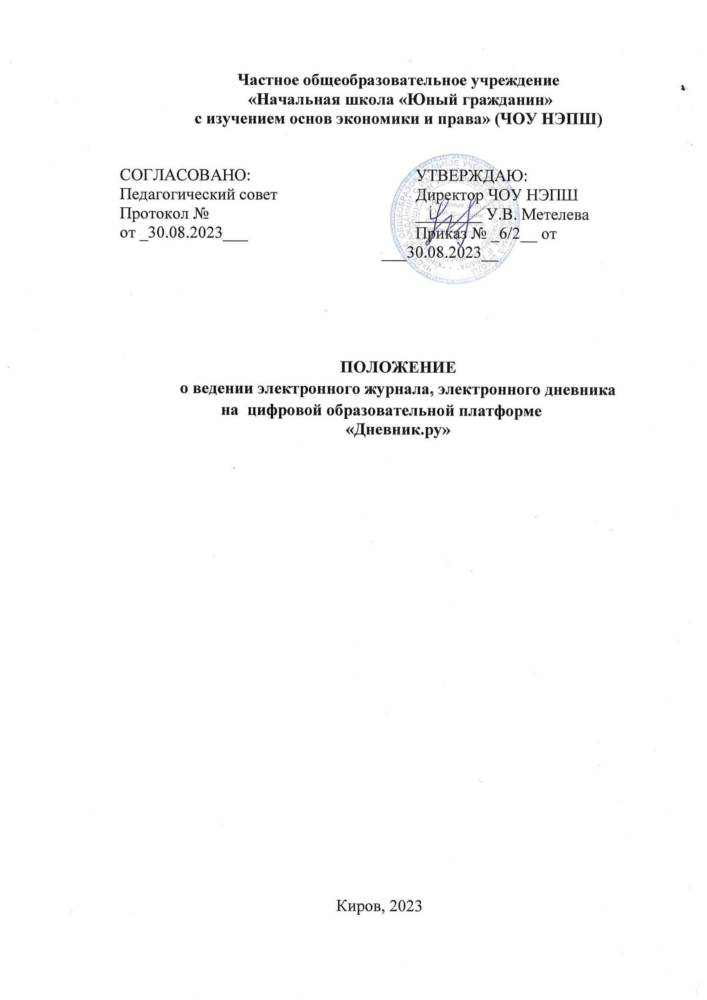 Частное общеобразовательное учреждение
«Начальная школа «Юный гражданин»
с изучением основ экономики и права» (ЧОУ НЭПШ)
СОГЛАСОВАНО:
Педагогический совет
Протокол №
от _30.08.2023___
УТВЕРЖДАЮ:
Директор ЧОУ НЭПШ
________ У.В. Метелева
Приказ № _6/2__ от
___30.08.2023__
ПОЛОЖЕНИЕ
о ведении электронного журнала, электронного дневника
на цифровой образовательной платформе
«Дневник.ру»
Киров, 2023